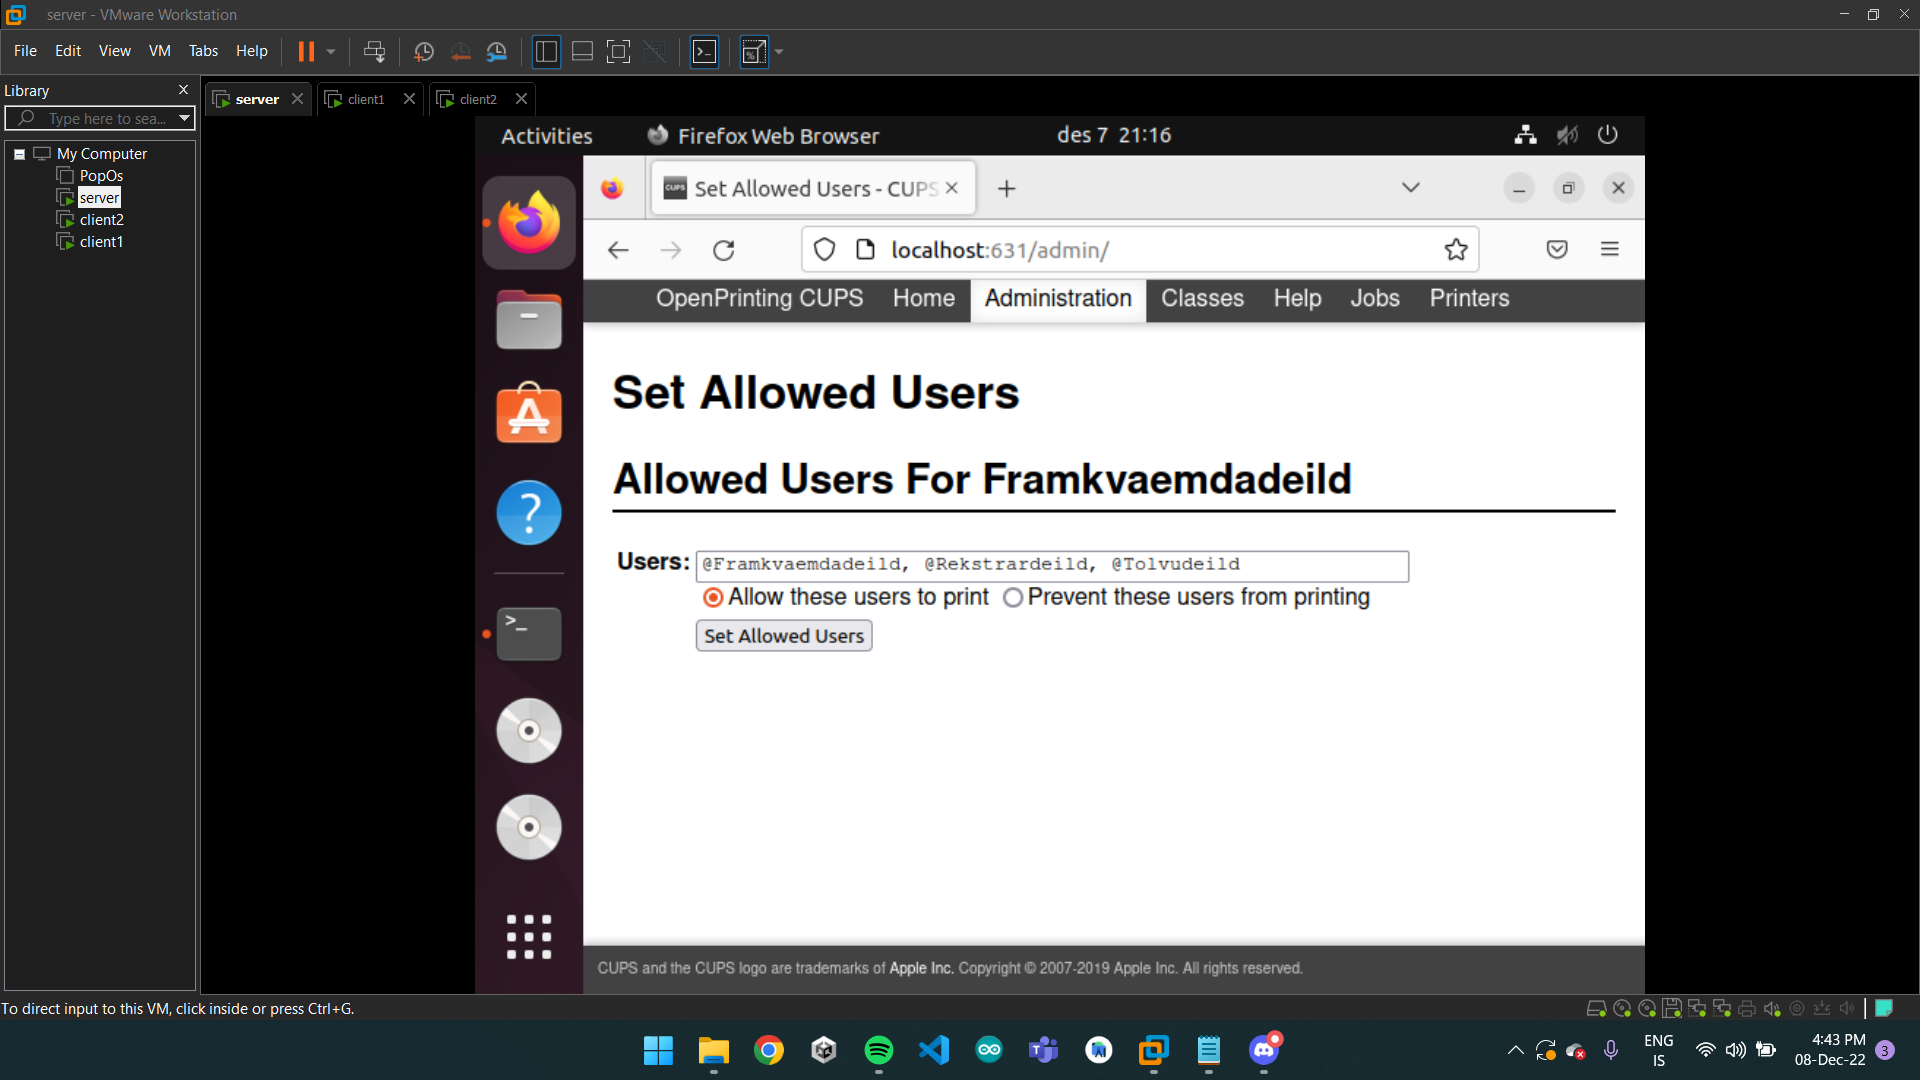 server - VMware Workstation
File Edit View VM Tabs Help
Library
Type here to sea...
My Computer
PopOs
server
client2
client1
server client1 client2
Activities Firefox Web Browser des 7 21:16
CUPS Set Allowed Users - CUPS
localhost:631/admin/
OpenPrinting CUPS Home Administration Classes Help Jobs Printers
Set Allowed Users
Allowed Users For Framkvaemdadeild
Users: @Framkvaemdadeild, @Rekstrardeild, @Tolvudeild
Allow these users to print Prevent these users from printing
Set Allowed Users
CUPS and the CUPS logo are trademarks of Apple Inc. Copyright © 2007-2019 Apple Inc. All rights reserved.
To direct input to this VM, click inside or press Ctrl+G.
ENG
IS
4:43 PM
08-Dec-22
3